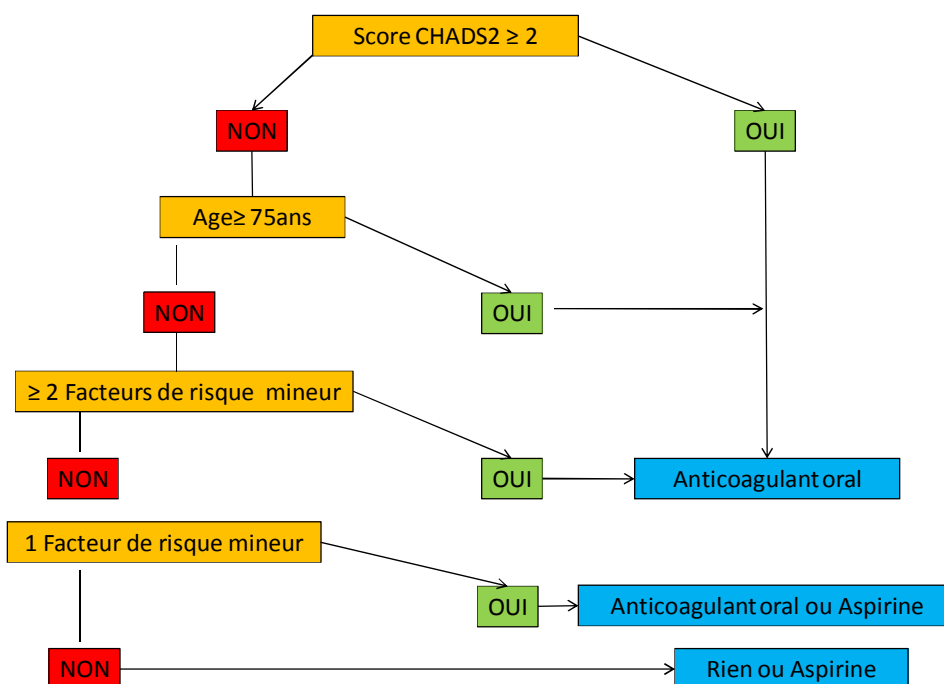 Score CHADS2 ≥ 2
NON
OUI
Age≥ 75ans
NON
OUI
≥ 2 Facteurs de risque mineur
NON
OUI
Anticoagulant oral
1 Facteur de risque mineur
OUI
Anticoagulant oral ou Aspirine
NON
Rien ou Aspirine